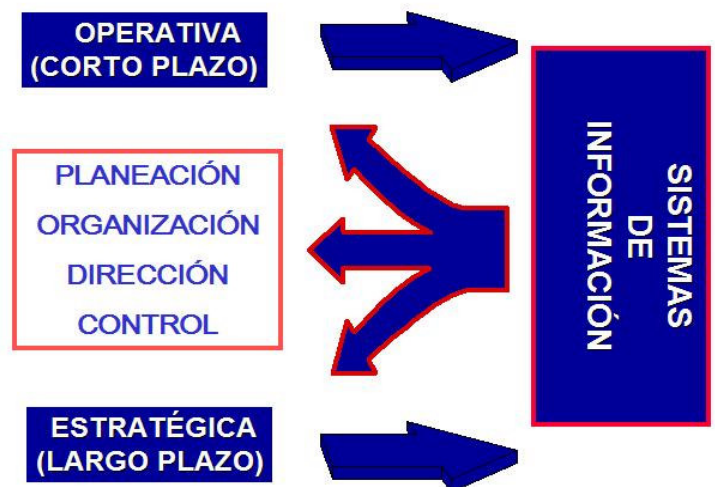 OPERATIVA
(CORTO PLAZO)
PLANEACIÓN
ORGANIZACIÓN
DIRECCIÓN
CONTROL
ESTRATÉGICA
(LARGO PLAZO)
SISTEMAS
DE
INFORMACIÓN